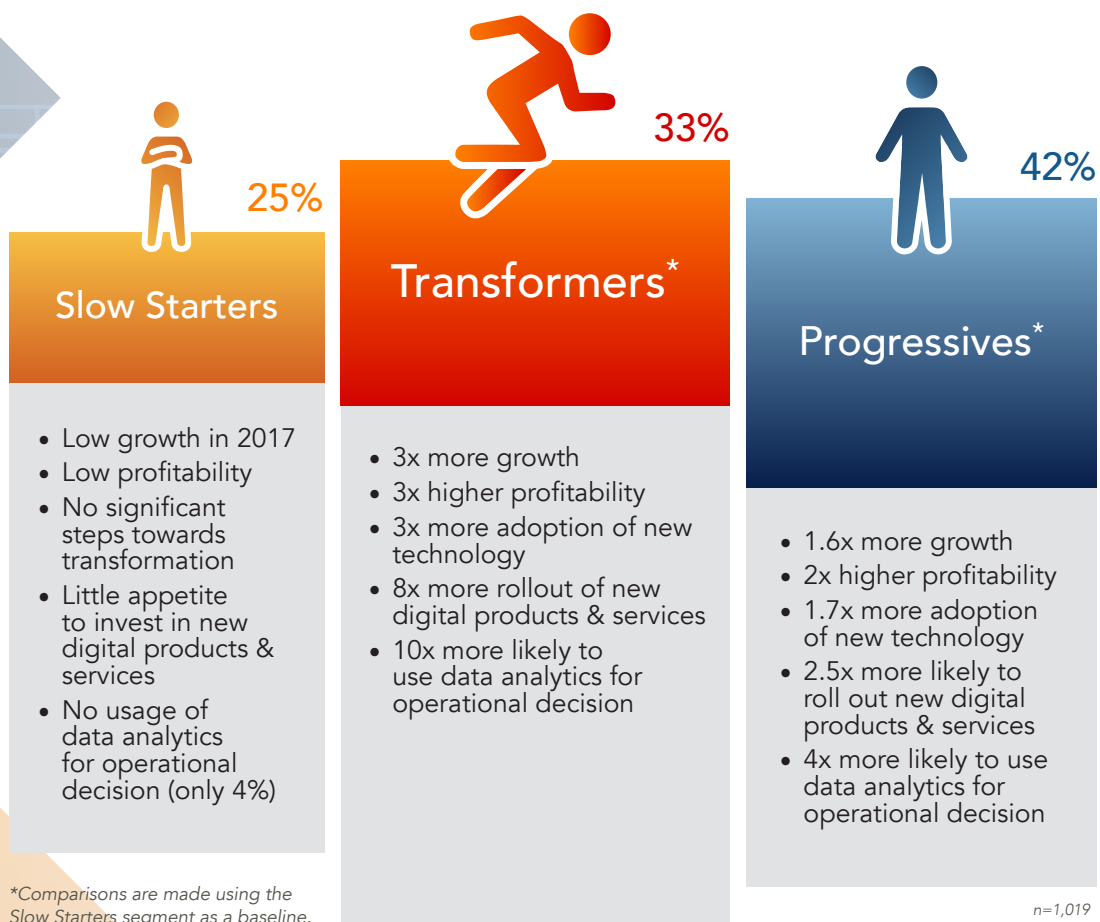 25%
Slow Starters
• Low growth in 2017
• Low profitability
• No significant
steps towards
transformation
• Little appetite
to invest in new
digital products &
services
• No usage of
data analytics
for operational
decision (only 4%)
33%
Transformers*
• 3x more growth
• 3x higher profitability
• 3x more adoption of new
technology
• 8x more rollout of new
digital products & services
• 10x more likely to
use data analytics for
operational decision
42%
Progressives*
• 1.6x more growth
• 2x higher profitability
• 1.7x more adoption
of new technology
• 2.5x more likely to
roll out new digital
products & services
• 4x more likely to use
data analytics for
operational decision
*Comparisons are made using the
Slow Starters segment as a baseline.
n=1,019